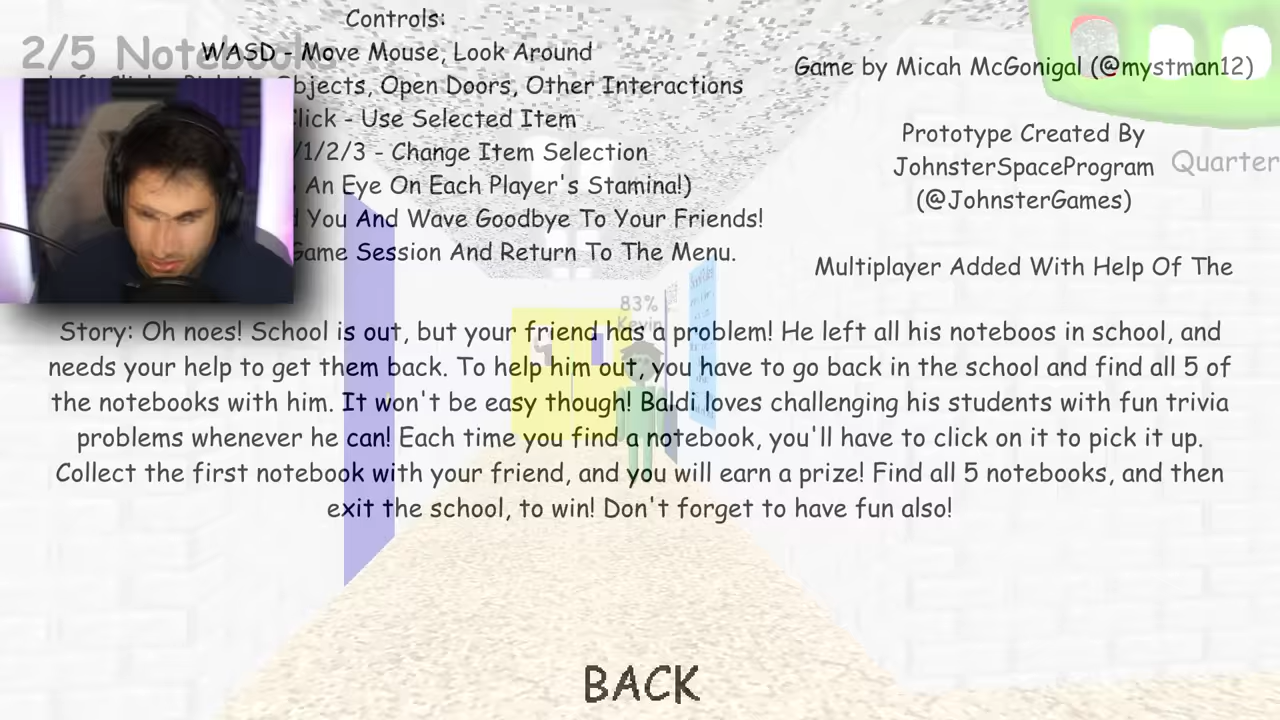 Controls:
2/5 Notebooks
WASD - Move Mouse, Look Around
Objects, Open Doors, Other Interactions
Click - Use Selected Item
/1/2/3 - Change Item Selection
An Eye On Each Player's Stamina!)
You And Wave Goodbye To Your Friends!
Game Session And Return To The Menu.
Game by Micah McGonigal (@mystman12)
Prototype Created By
JohnsterSpaceProgram
(@JohnsterGames)
Quarter
Multiplayer Added With Help Of The
83%
Kevin
Story: Oh noes! School is out, but your friend has a problem! He left all his noteboos in school, and
needs your help to get them back. To help him out, you have to go back in the school and find all 5 of
the notebooks with him. It won't be easy though! Baldi loves challenging his students with fun trivia
problems whenever he can! Each time you find a notebook, you'll have to click on it to pick it up.
Collect the first notebook with your friend, and you will earn a prize! Find all 5 notebooks, and then
exit the school, to win! Don't forget to have fun also!
BACK